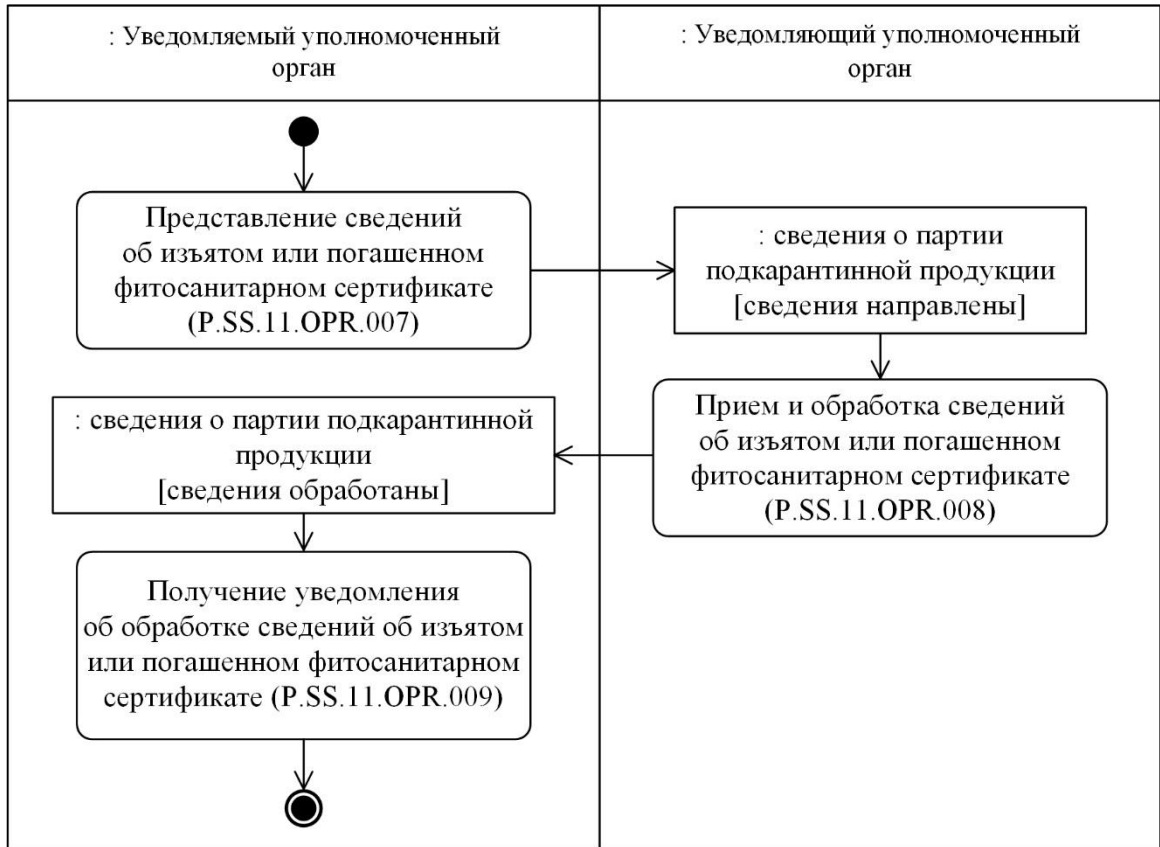 : Уведомляемый уполномоченный
орган
: Уведомляющий уполномоченный
орган
Представление сведений
об изъятом или погашенном
фитосанитарном сертификате
(P.SS.11.OPR.007)
: сведения о партии
подкарантинной продукции
[сведения направлены]
Прием и обработка сведений
об изъятом или погашенном
фитосанитарном сертификате
(P.SS.11.OPR.008)
: сведения о партии подкарантинной
продукции
[сведения обработаны]
Получение уведомления
об обработке сведений об изъятом
или погашенном фитосанитарном
сертификате (P.SS.11.OPR.009)